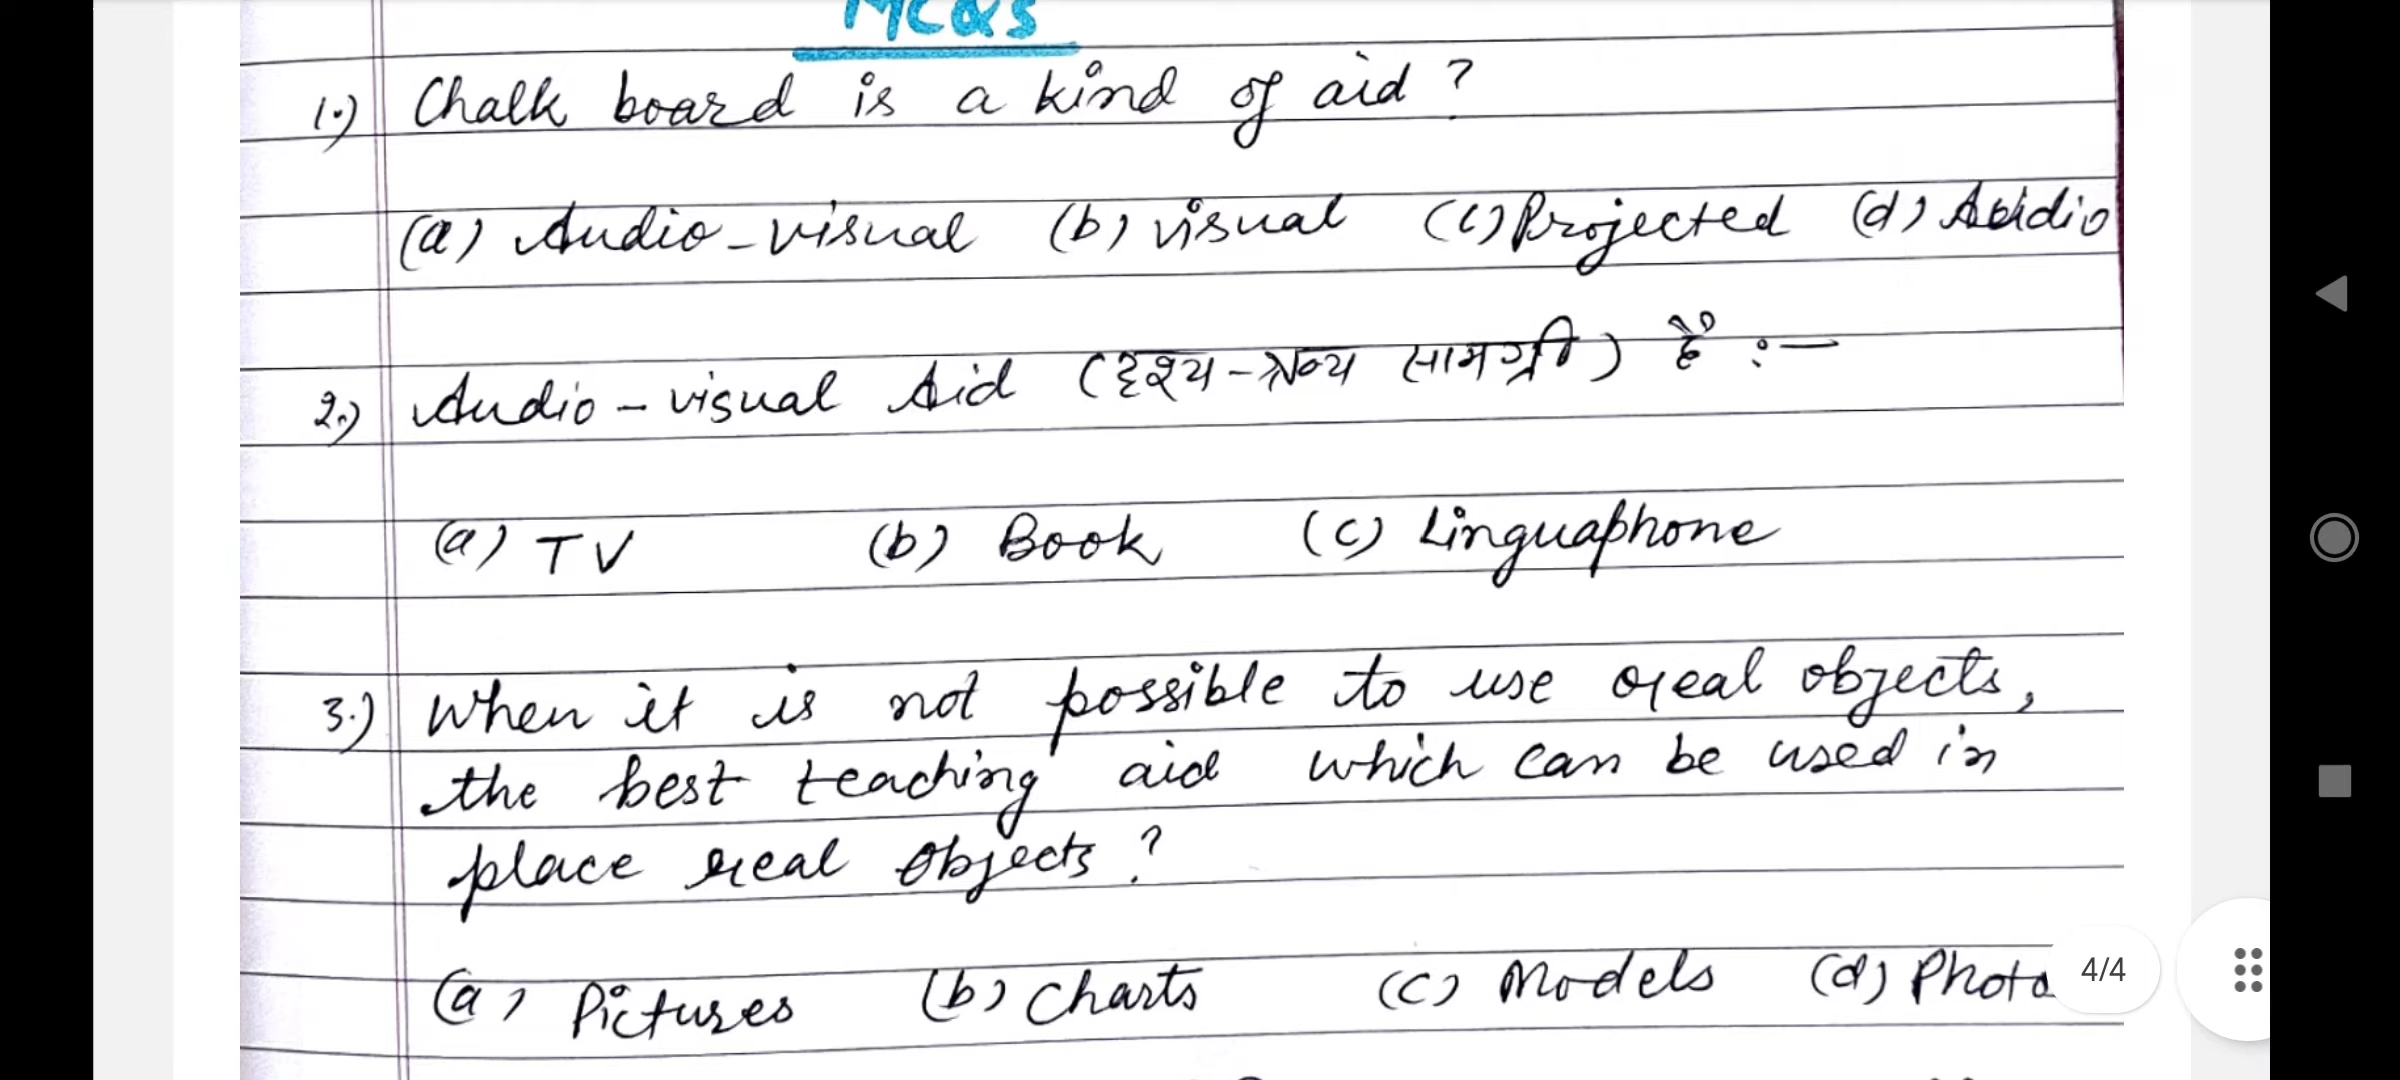 MCQs
1.) Chalk board is a kind of aid ?
(a) Audio-visual (b) visual (c) Projected (d) Audio
2.) Audio-visual Aid (दृश्य-श्रव्य सामग्री) है :-
(a) TV (b) Book (c) Linguaphone
3.) When it is not possible to use real objects,
the best teaching aid which can be used in
place real objects ?
(a) Pictures (b) Charts (c) Models (d) Photo
4/4